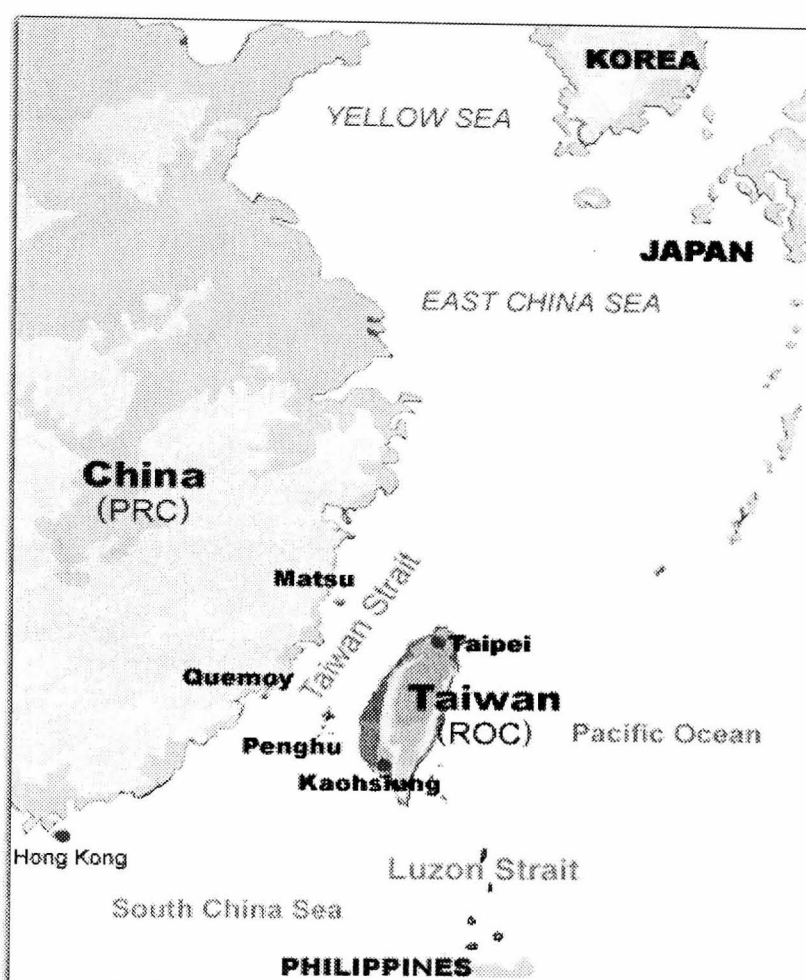 KOREA
YELLOW SEA
JAPAN
EAST CHINA SEA
China
(PRC)
Matsu
Taiwan Strait
Taipei
Quemoy
Taiwan
(ROC)
Pacific Ocean
Penghu
Kaohsiung
Hong Kong
Luzon Strait
South China Sea
PHILIPPINES